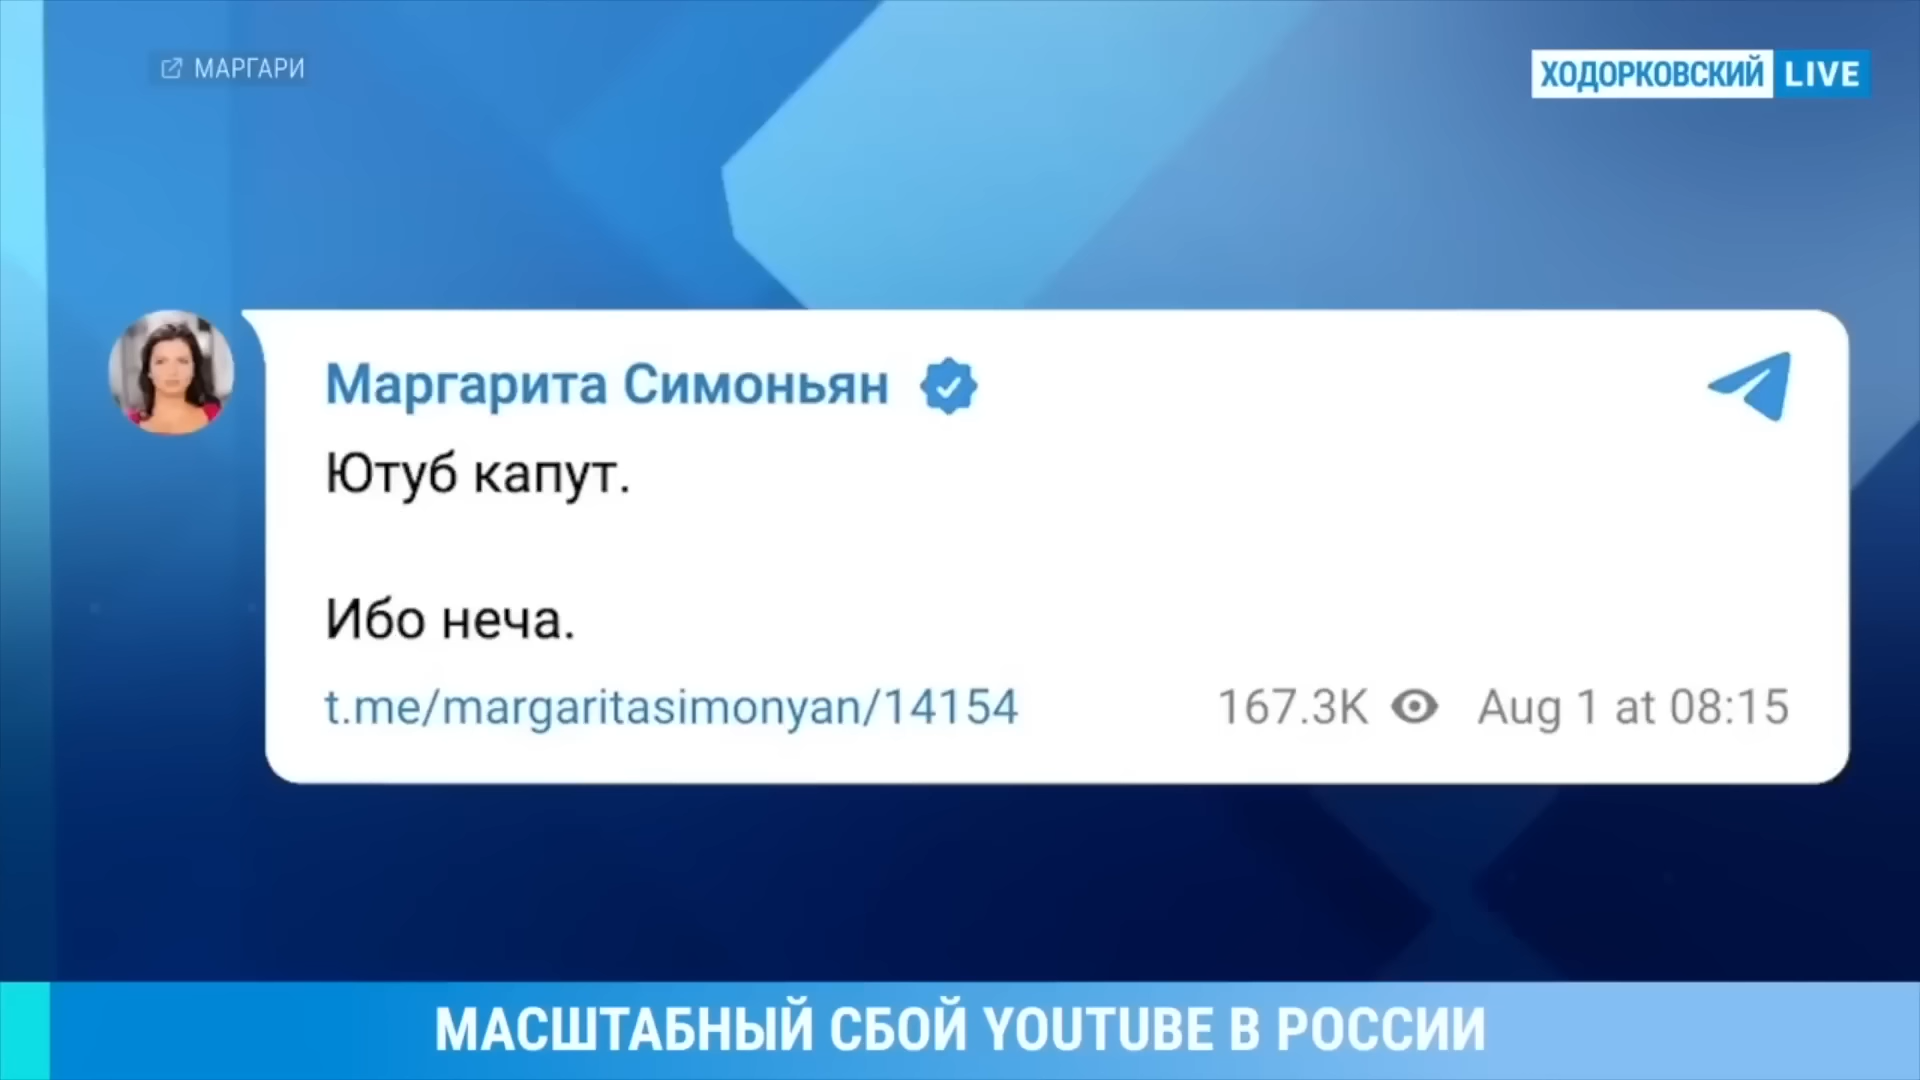 МАРГАРИ
ХОДОРКОВСКИЙ LIVE
Маргарита Симоньян
Ютуб капут.
Ибо неча.
t.me/margaritasimonyan/14154 167.3K Aug 1 at 08:15
МАСШТАБНЫЙ СБОЙ YOUTUBE В РОССИИ